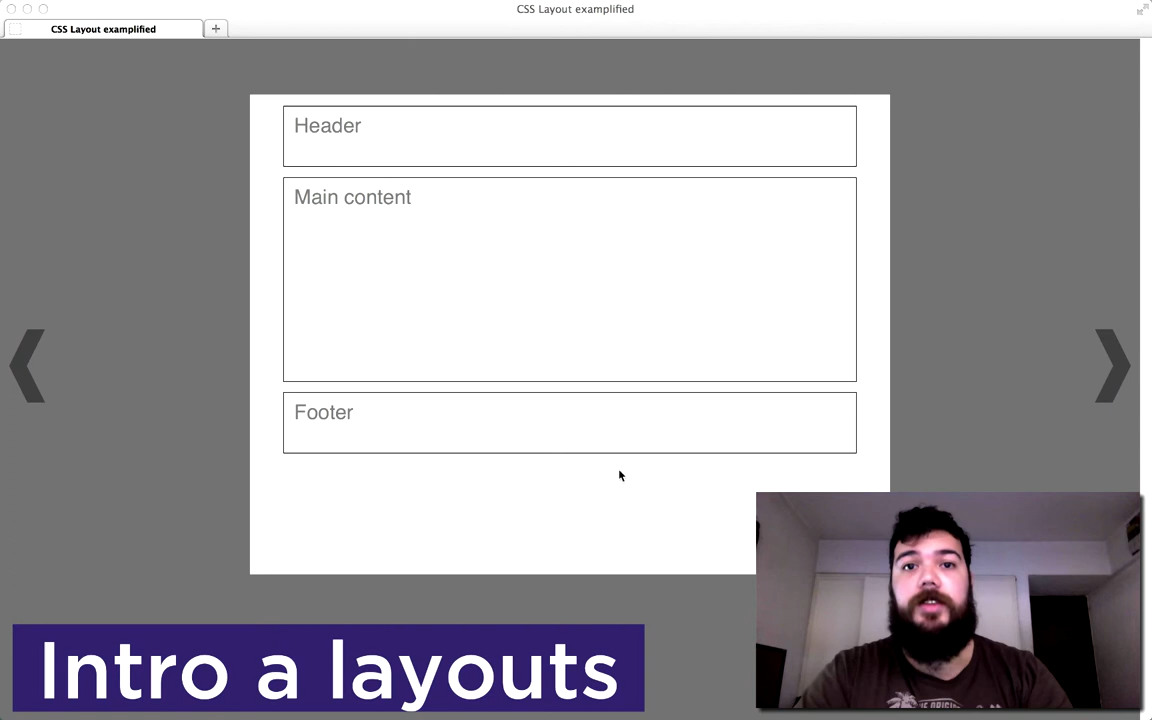 CSS Layout examplified
CSS Layout examplified
Header
Main content
Footer
Intro a layouts